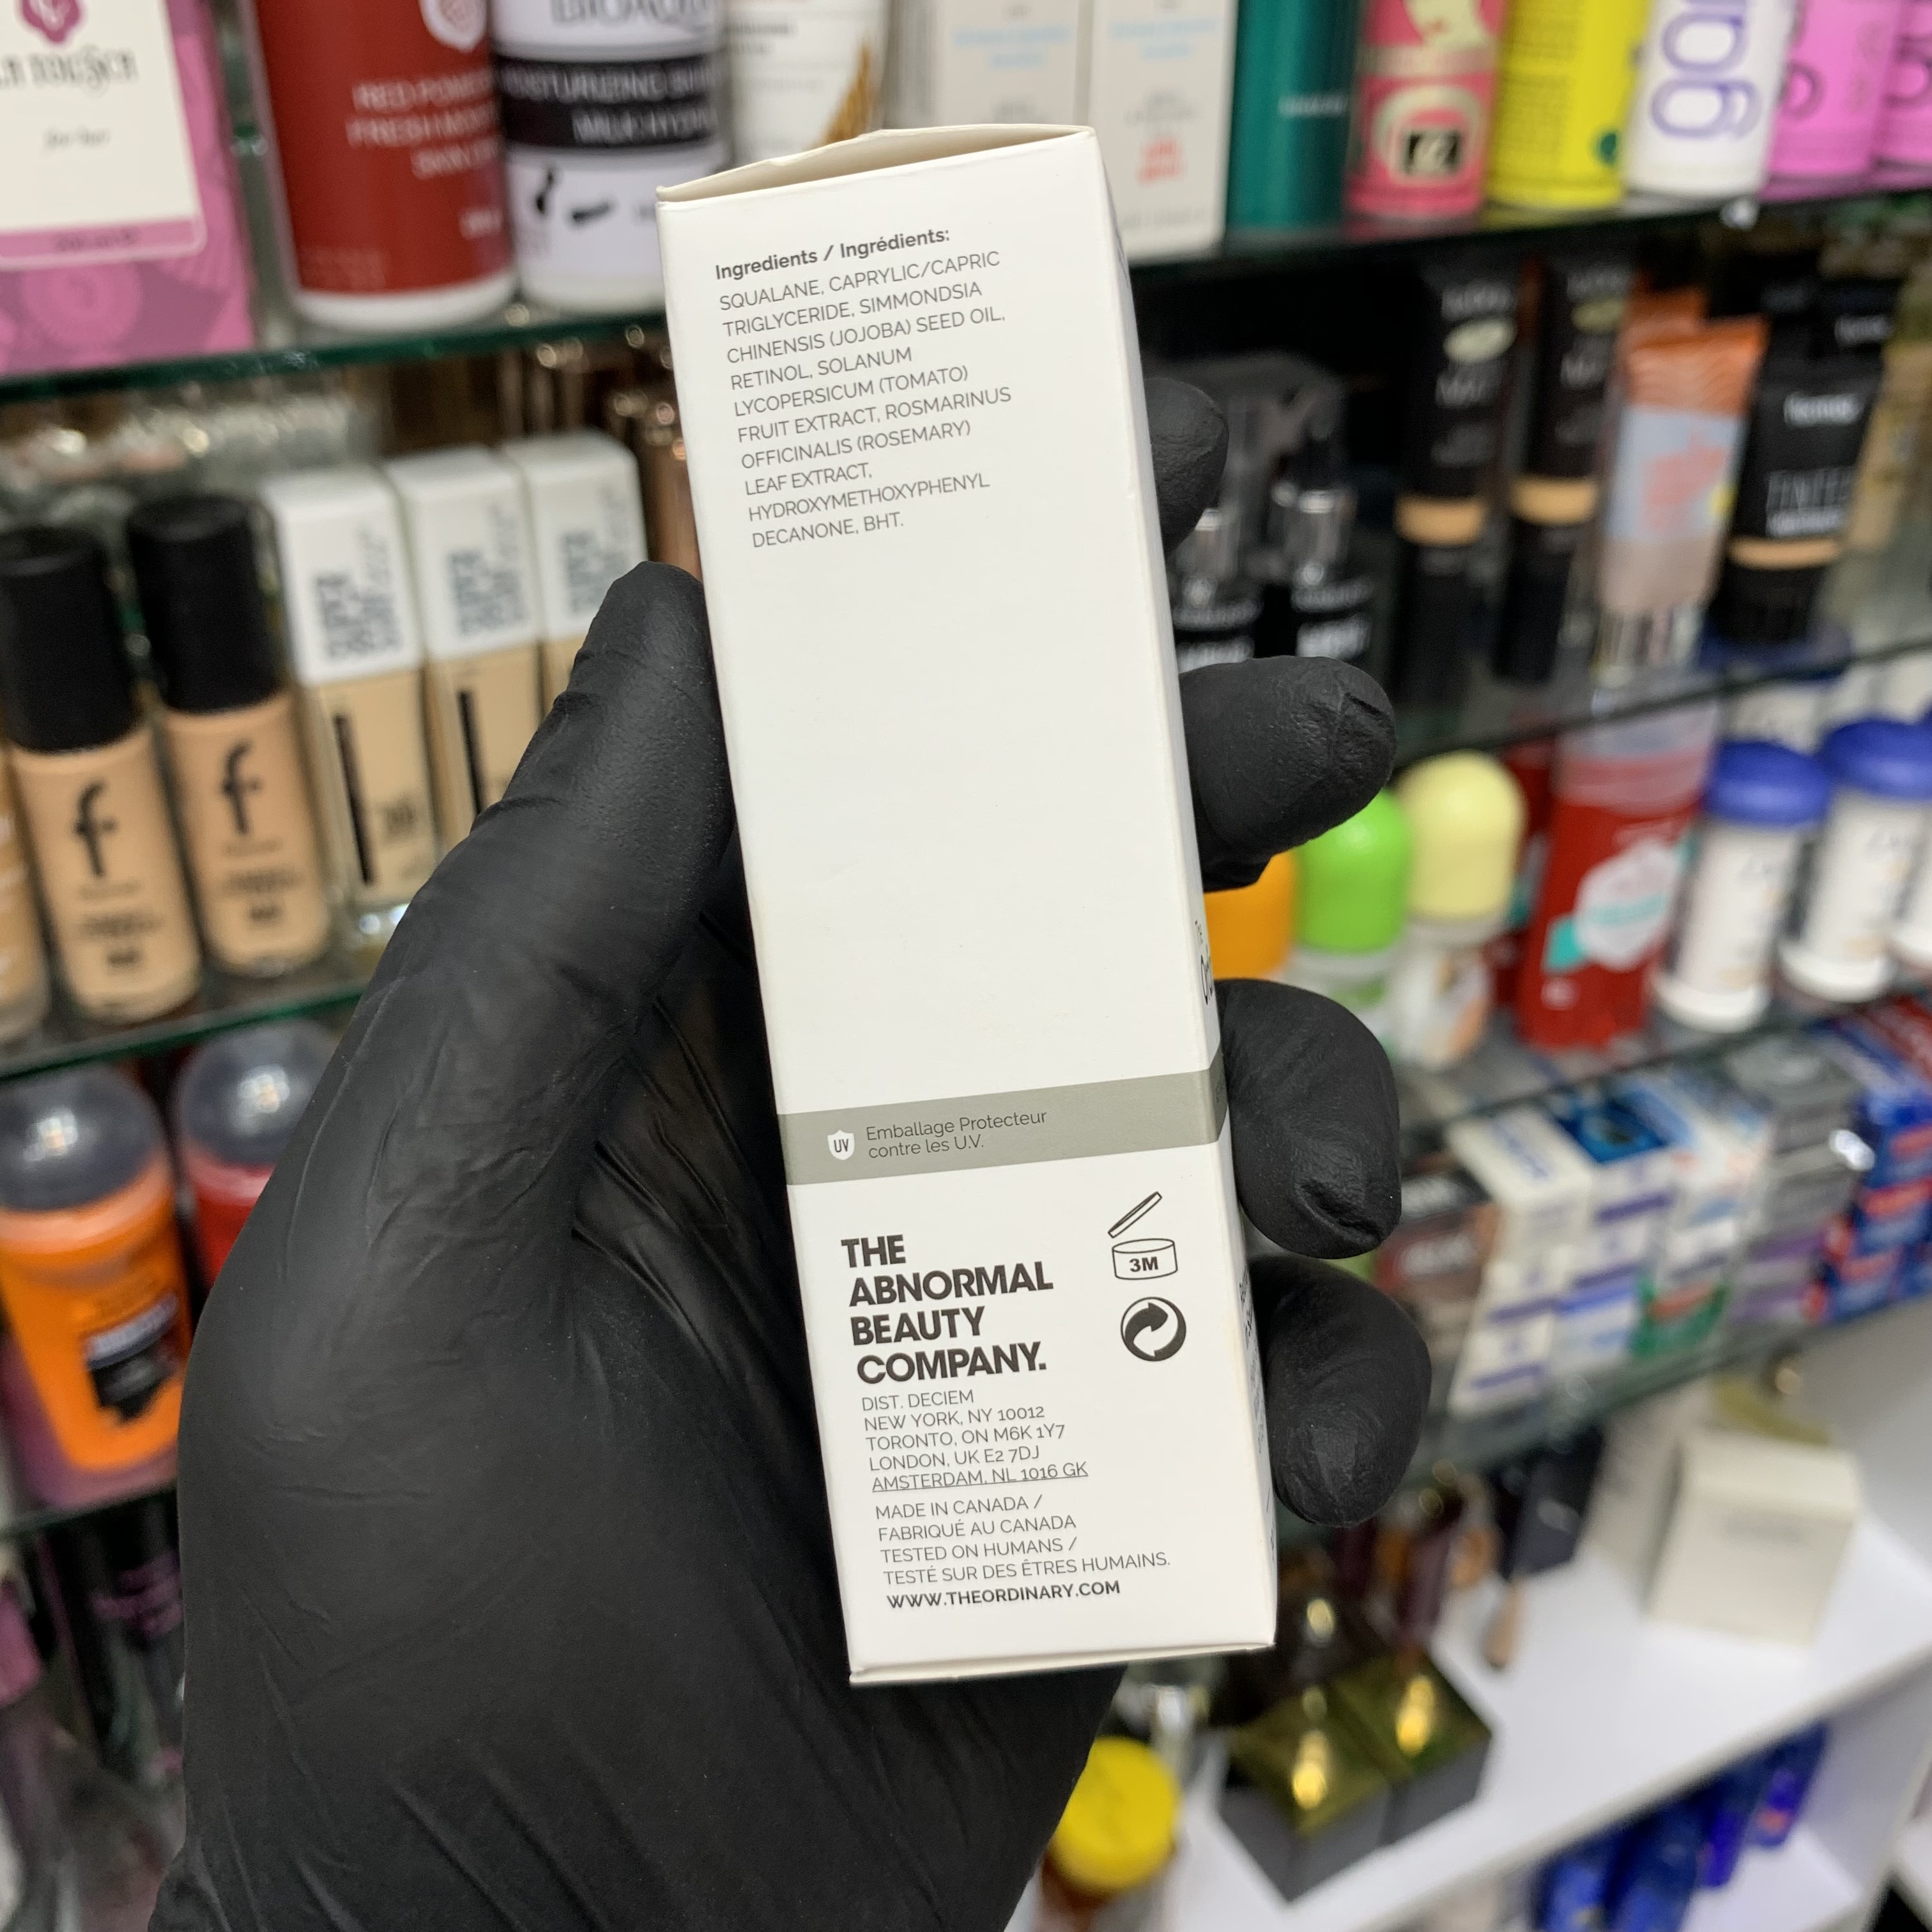 Ingredients / Ingrédients:
SQUALANE, CAPRYLIC/CAPRIC
TRIGLYCERIDE, SIMMONDSIA
CHINENSIS (JOJOBA) SEED OIL,
RETINOL, SOLANUM
LYCOPERSICUM (TOMATO)
FRUIT EXTRACT, ROSMARINUS
OFFICINALIS (ROSEMARY)
LEAF EXTRACT,
HYDROXYMETHOXYPHENYL
DECANONE, BHT.
UV
Emballage Protecteur
contre les U.V.
THE
ABNORMAL
BEAUTY
COMPANY.
3M
DIST. DECIEM
NEW YORK, NY 10012
TORONTO, ON M6K 1Y7
LONDON, UK E2 7DJ
AMSTERDAM, NL 1016 GK
MADE IN CANADA /
FABRIQUÉ AU CANADA
TESTED ON HUMANS /
TESTÉ SUR DES ÊTRES HUMAINS.
WWW.THEORDINARY.COM
for her
f
f